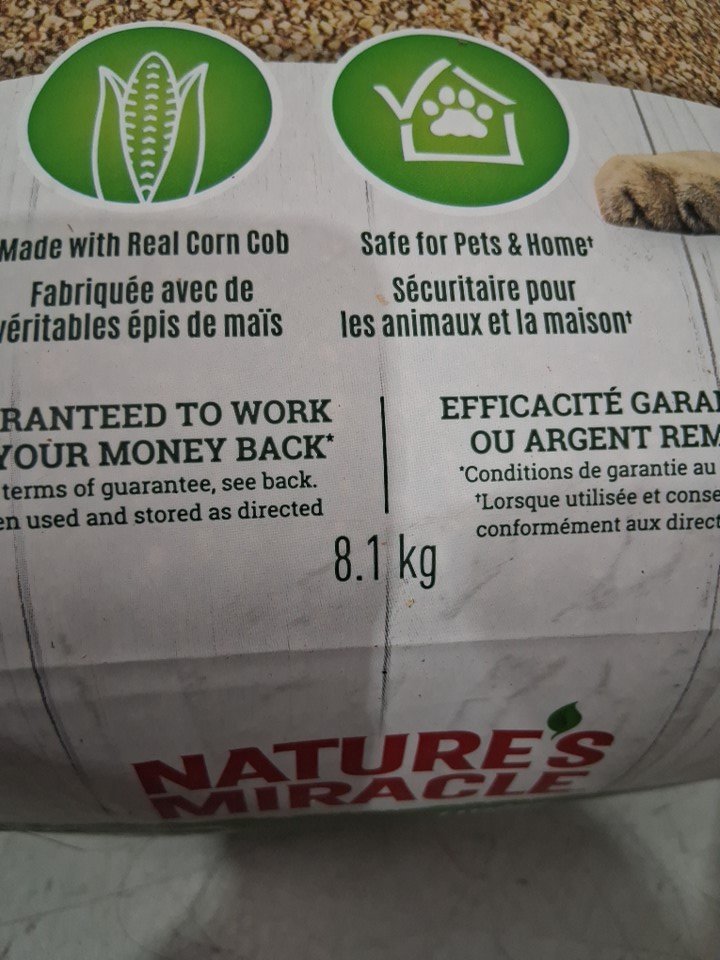 Made with Real Corn Cob
Fabriquée avec de
véritables épis de maïs
Safe for Pets & Home†
Sécuritaire pour
les animaux et la maison†
RANTEED TO WORK
YOUR MONEY BACK*
terms of guarantee, see back.
en used and stored as directed
EFFICACITÉ GARA
OU ARGENT REM
*Conditions de garantie au
†Lorsque utilisée et conse
conformément aux direct
8.1 kg
NATURE'S
MIRACLE